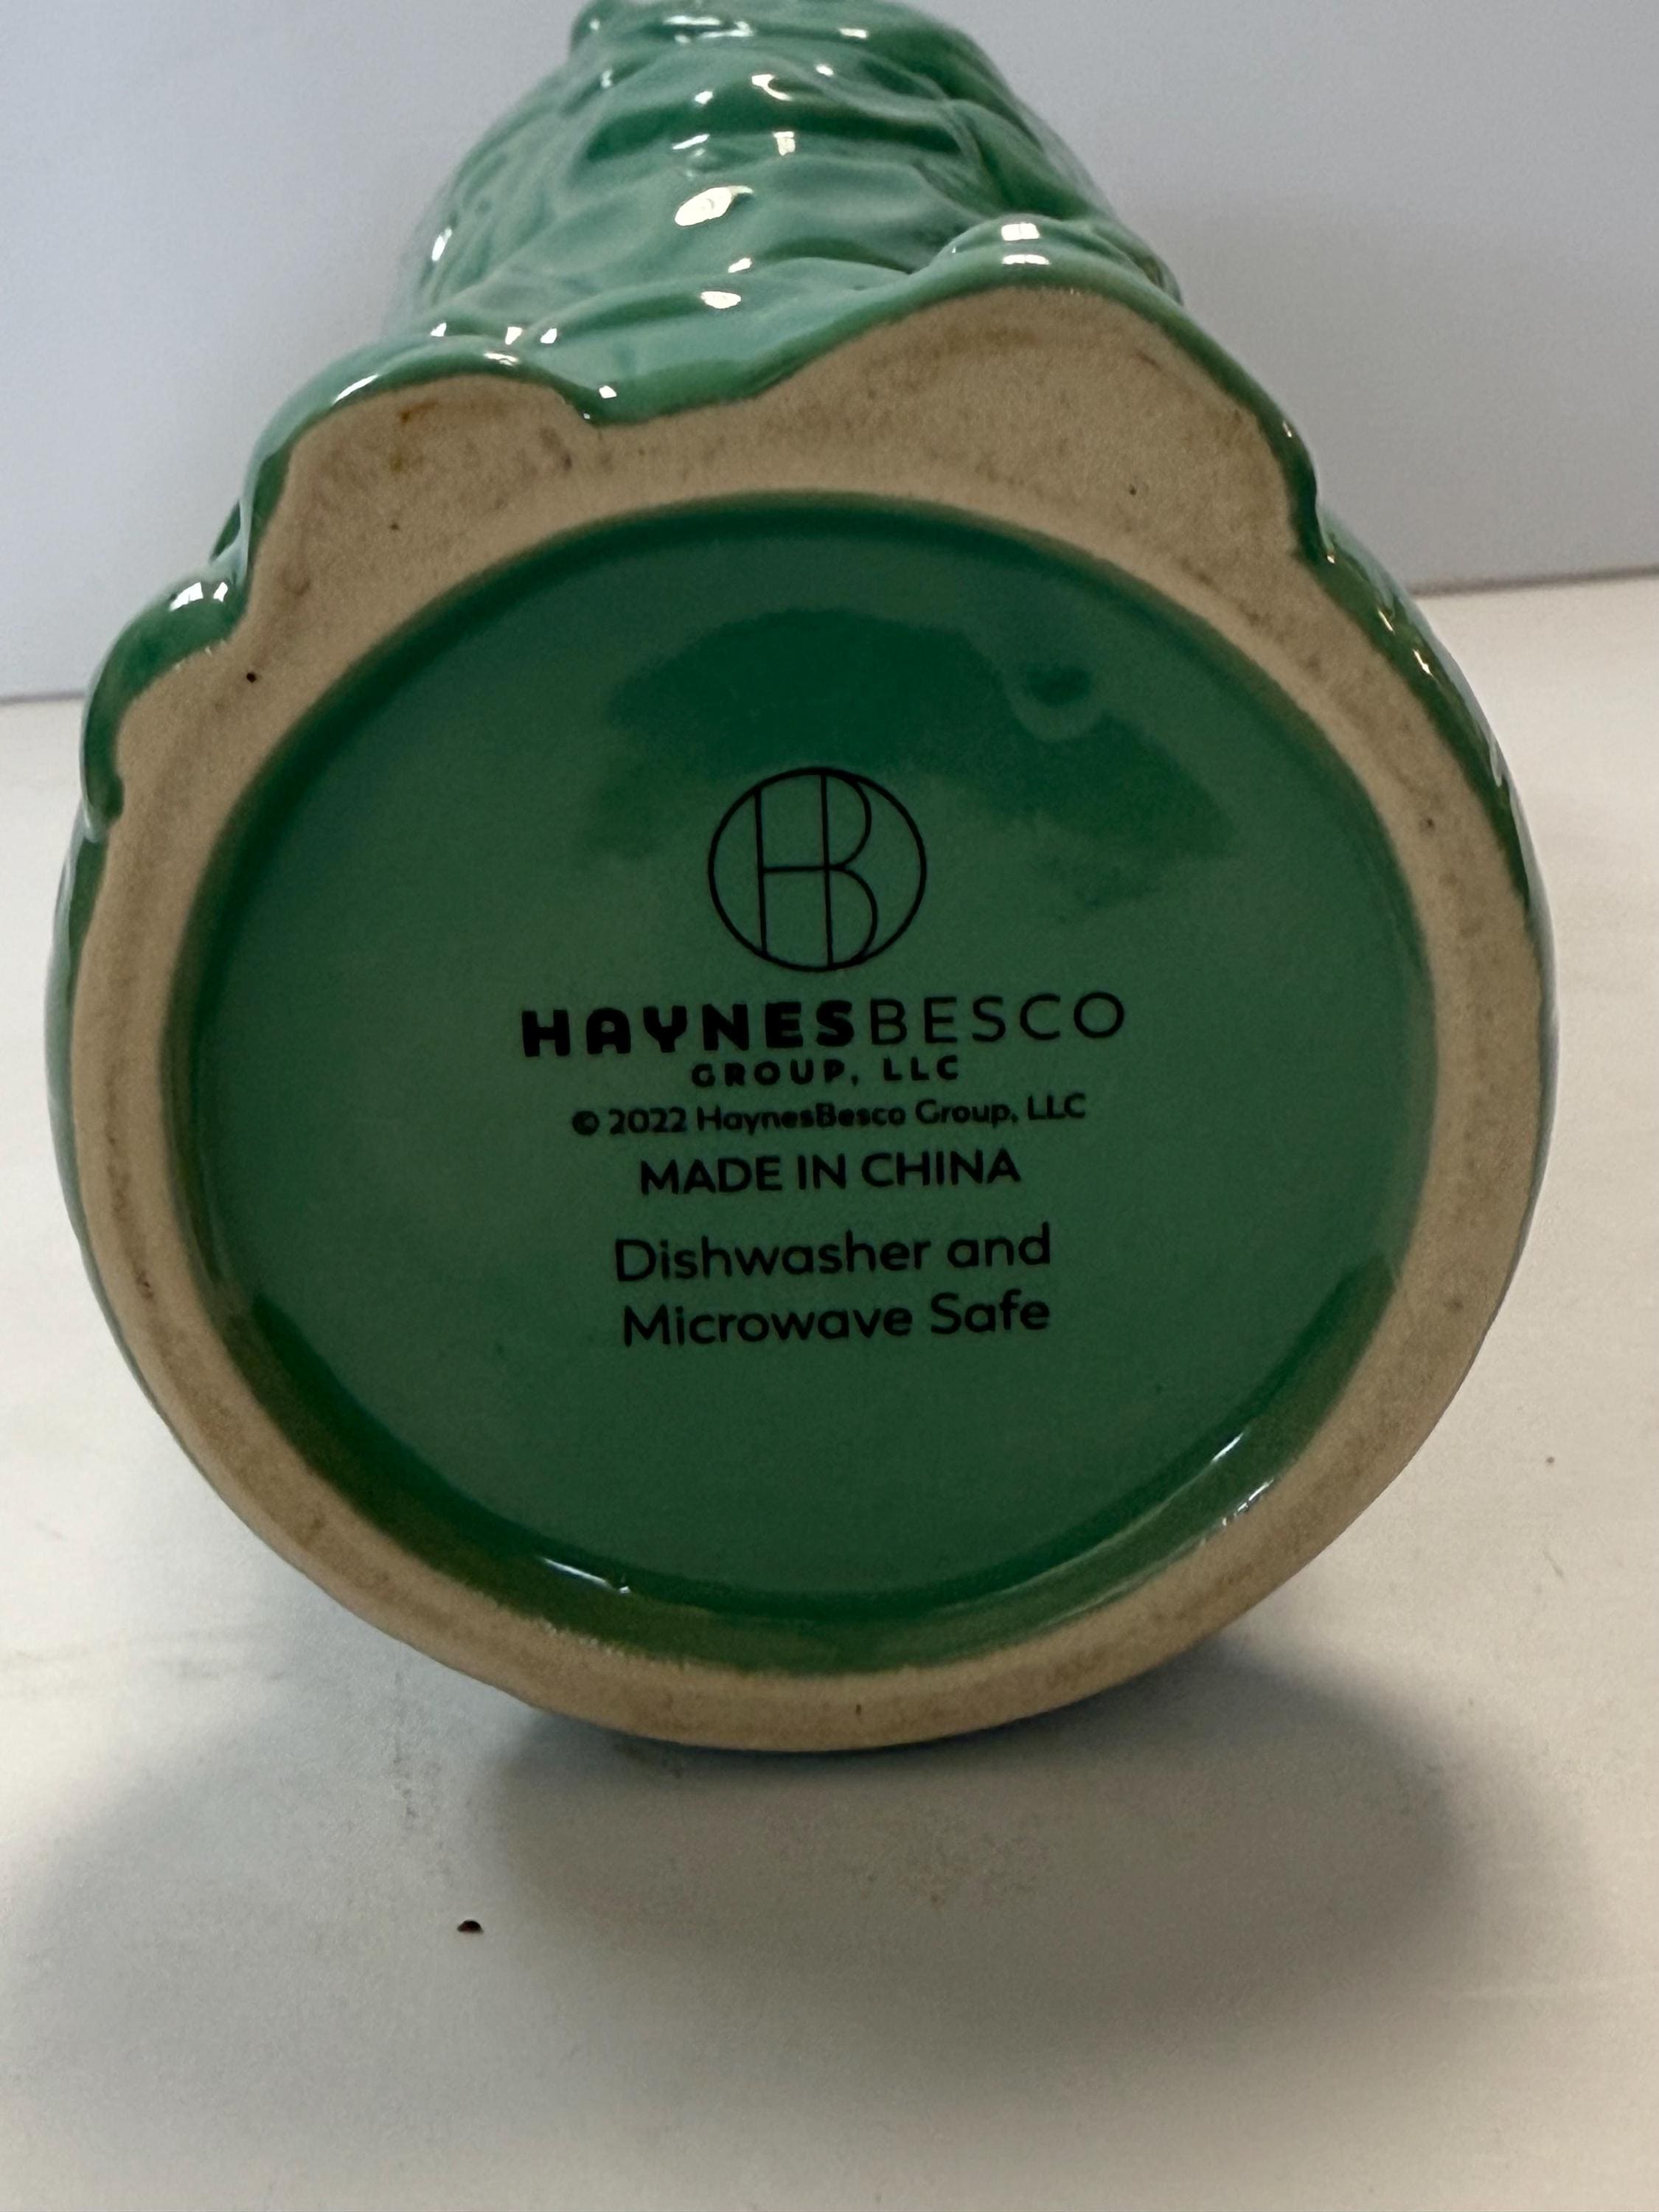 HB
HAYNESBESCO
GROUP, LLC
© 2022 HaynesBesco Group, LLC
MADE IN CHINA
Dishwasher and
Microwave Safe